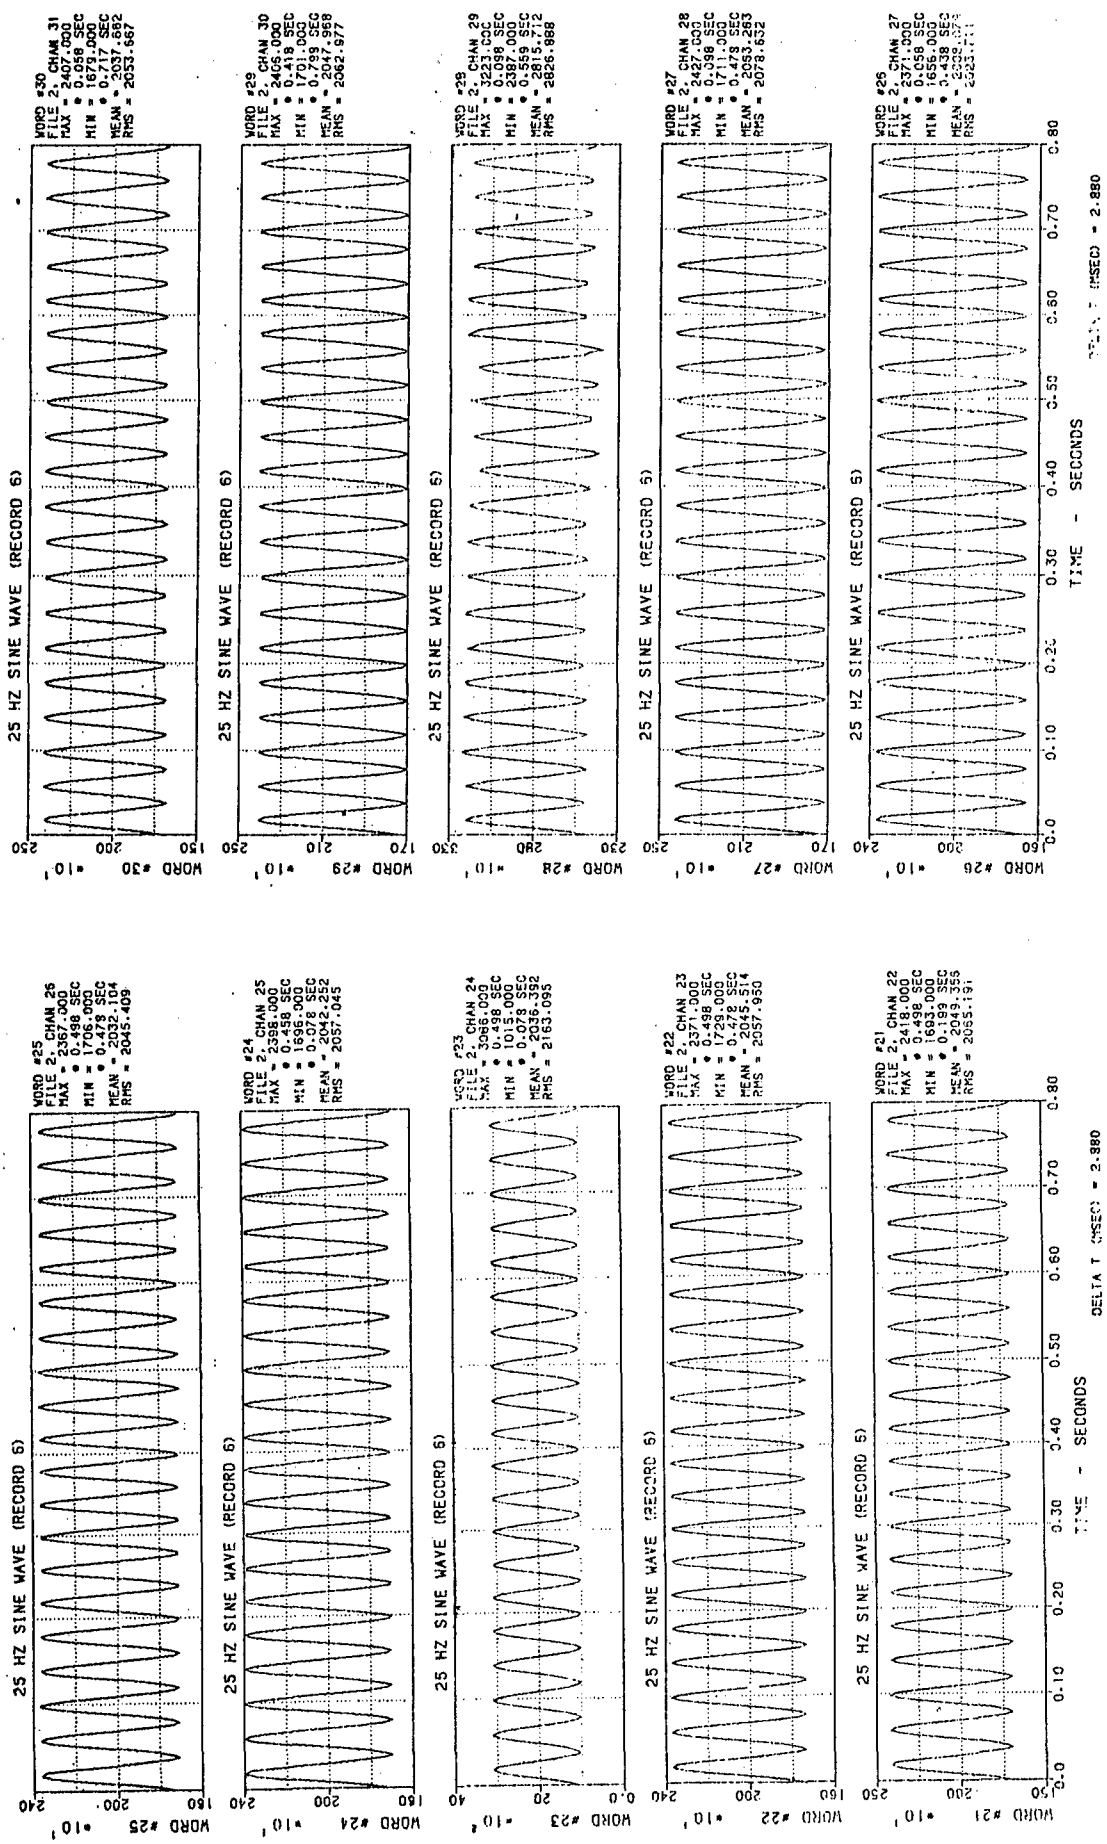 25 HZ SINE WAVE (RECORD 6)
WORD #25
FILE 2, CHAN 26
MAX = 2367.000
@ 0.498 SEC
MIN = 1706.000
@ 0.479 SEC
MEAN = 2032.104
RMS = 2045.409
240
200
160
*10¹
WORD #25
25 HZ SINE WAVE (RECORD 6)
WORD #24
FILE 2, CHAN 25
MAX = 2398.000
@ 0.458 SEC
MIN = 1696.000
@ 0.078 SEC
MEAN = 2042.252
RMS = 2057.045
240
200
160
*10¹
WORD #24
25 HZ SINE WAVE (RECORD 6)
WORD #23
FILE 2, CHAN 24
MAX = 3066.000
@ 0.498 SEC
MIN = 1015.000
@ 0.078 SEC
MEAN = 2036.392
RMS = 2163.095
40
20
0.0
WORD #23
25 HZ SINE WAVE (RECORD 6)
WORD #22
FILE 2, CHAN 23
MAX = 2371.000
@ 0.498 SEC
MIN = 1729.000
@ 0.478 SEC
MEAN = 2045.514
RMS = 2057.930
240
200
160
*10¹
WORD #22
25 HZ SINE WAVE (RECORD 6)
WORD #21
FILE 2, CHAN 22
MAX = 2418.000
@ 0.498 SEC
MIN = 1693.000
@ 0.199 SEC
MEAN = 2049.355
RMS = 2065.191
250
200
150
*10¹
WORD #21
0.0 0.10 0.20 0.30 0.40 0.50 0.60 0.70 0.80
TIME - SECONDS
DELTA T (MSEC) = 2.880
25 HZ SINE WAVE (RECORD 6)
WORD #30
FILE 2, CHAN 31
MAX = 2407.000
@ 0.058 SEC
MIN = 1679.000
@ 0.717 SEC
MEAN = 2037.662
RMS = 2053.667
250
200
150
*10¹
WORD #30
25 HZ SINE WAVE (RECORD 6)
WORD #29
FILE 2, CHAN 30
MAX = 2406.000
@ 0.418 SEC
MIN = 1701.000
@ 0.799 SEC
MEAN = 2047.968
RMS = 2062.977
250
210
170
*10¹
WORD #29
25 HZ SINE WAVE (RECORD 6)
WORD #28
FILE 2, CHAN 29
MAX = 3223.000
@ 0.098 SEC
MIN = 2387.000
@ 0.559 SEC
MEAN = 2815.712
RMS = 2826.888
330
280
230
*10¹
WORD #28
25 HZ SINE WAVE (RECORD 6)
WORD #27
FILE 2, CHAN 28
MAX = 2427.000
@ 0.098 SEC
MIN = 1711.000
@ 0.479 SEC
MEAN = 2063.263
RMS = 2078.632
250
210
170
*10¹
WORD #27
25 HZ SINE WAVE (RECORD 6)
WORD #26
FILE 2, CHAN 27
MAX = 2371.000
@ 0.058 SEC
MIN = 1656.000
@ 0.438 SEC
240
200
160
*10¹
WORD #26
0.0 0.10 0.20 0.30 0.40 0.50 0.60 0.70 0.80
TIME - SECONDS
T (MSEC) = 2.880